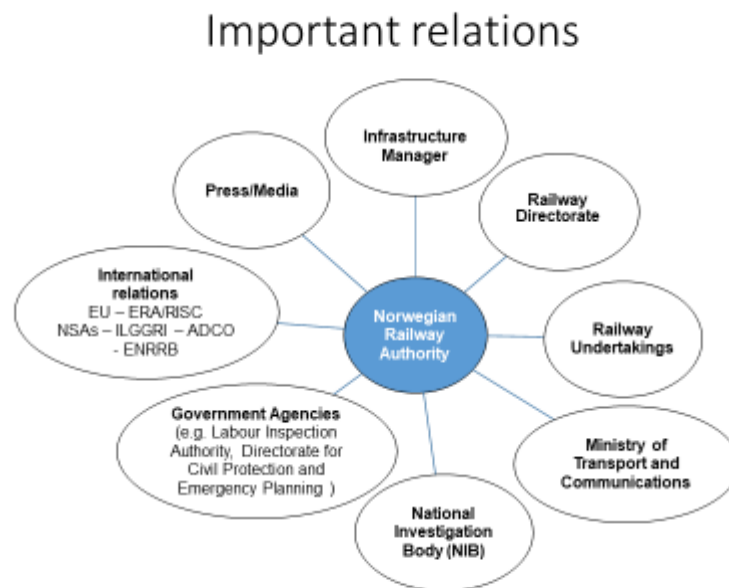 Important relations
Infrastructure
Manager
Press/Media
Railway
Directorate
International
relations
EU – ERA/RISC
NSAs – ILGGRI – ADCO
- ENRRB
Norwegian
Railway
Authority
Railway
Undertakings
Government Agencies
(e.g. Labour Inspection
Authority, Directorate for
Civil Protection and
Emergency Planning )
Ministry of
Transport and
Communications
National
Investigation
Body (NIB)